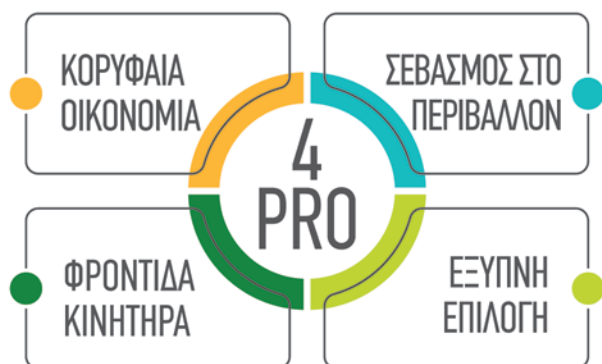 ΚΟΡΥΦΑΙΑ
ΟΙΚΟΝΟΜΙΑ
ΣΕΒΑΣΜΟΣ ΣΤΟ
ΠΕΡΙΒΑΛΛΟΝ
4
PRO
ΦΡΟΝΤΙΔΑ
ΚΙΝΗΤΗΡΑ
ΕΞΥΠΝΗ
ΕΠΙΛΟΓΗ